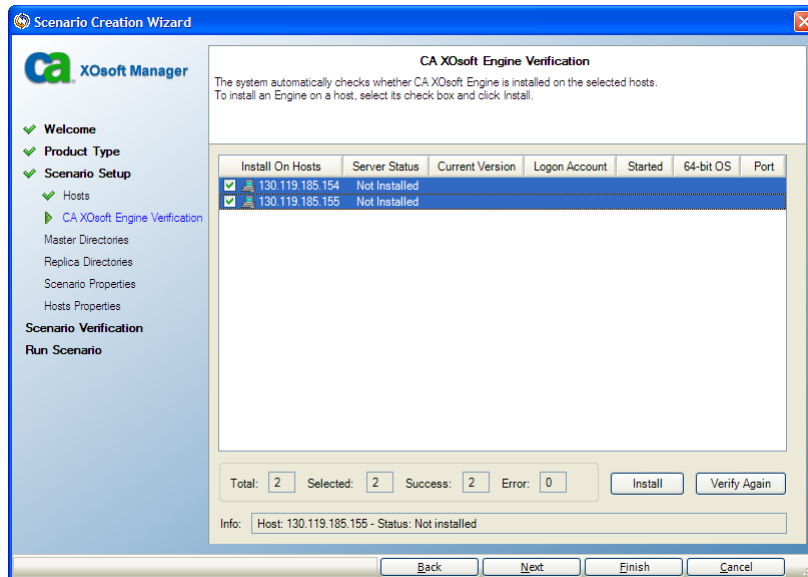 Scenario Creation Wizard
ca XOsoft Manager
Welcome
Product Type
Scenario Setup
Hosts
CA XOsoft Engine Verification
Master Directories
Replica Directories
Scenario Properties
Hosts Properties
Scenario Verification
Run Scenario
CA XOsoft Engine Verification
The system automatically checks whether CA XOsoft Engine is installed on the selected hosts.
To install an Engine on a host, select its check box and click Install.
Install On Hosts Server Status Current Version Logon Account Started 64-bit OS Port
130.119.185.154 Not Installed
130.119.185.155 Not Installed
Total: 2 Selected: 2 Success: 2 Error: 0 Install Verify Again
Info: Host: 130.119.185.155 - Status: Not installed
Back Next Finish Cancel